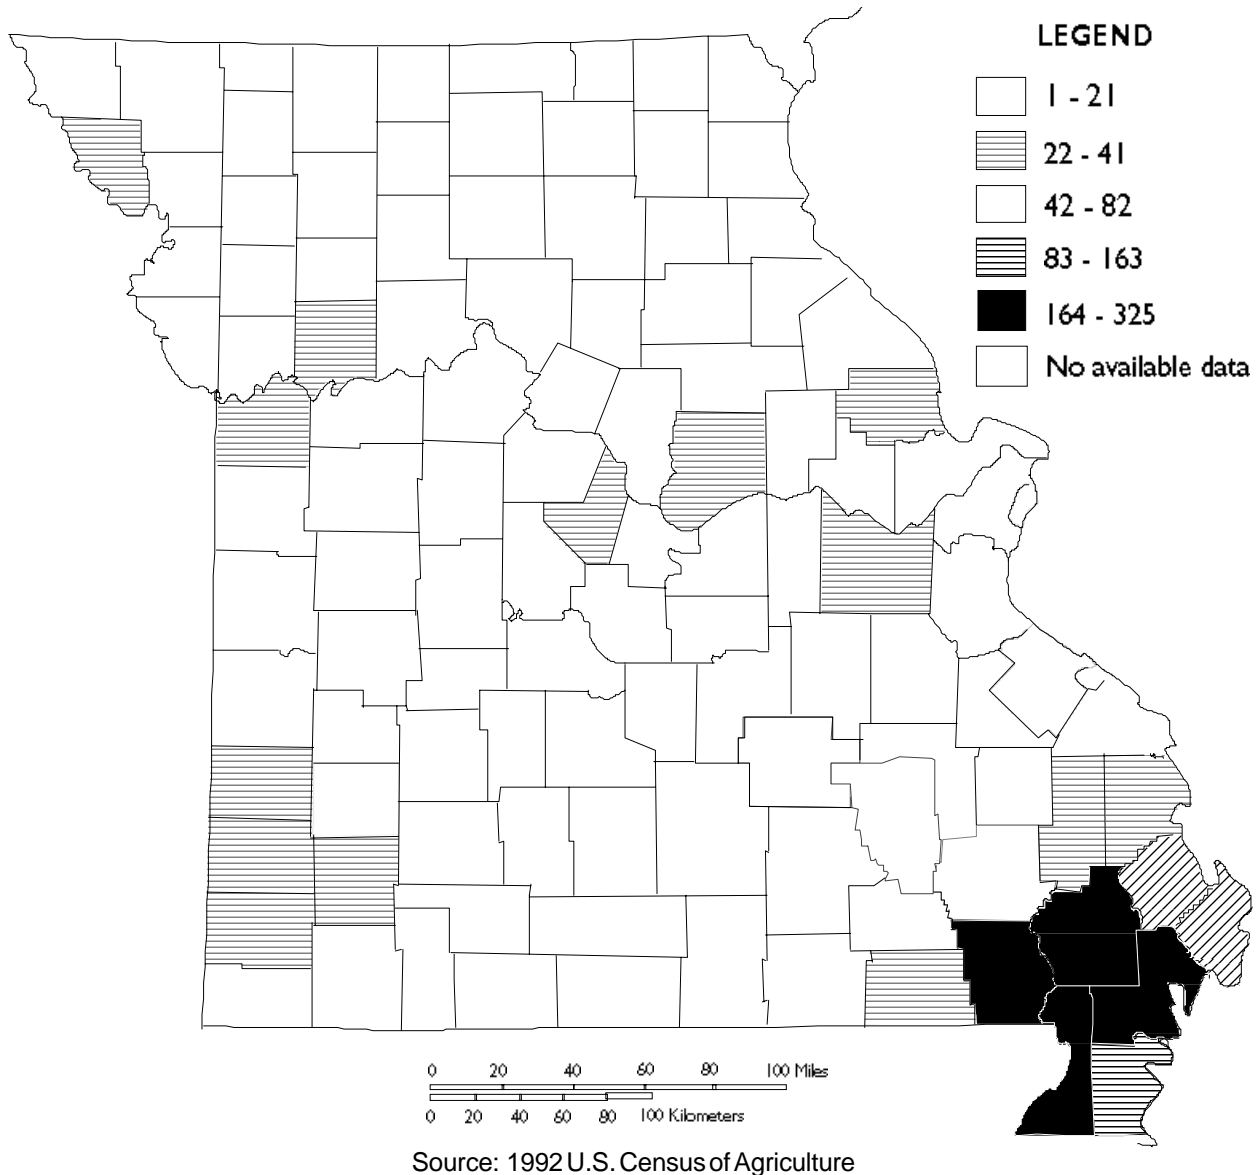 LEGEND
1 - 21
22 - 41
42 - 82
83 - 163
164 - 325
No available data
0 20 40 60 80 100 Miles
0 20 40 60 80 100 Kilometers
Source: 1992 U.S. Census of Agriculture